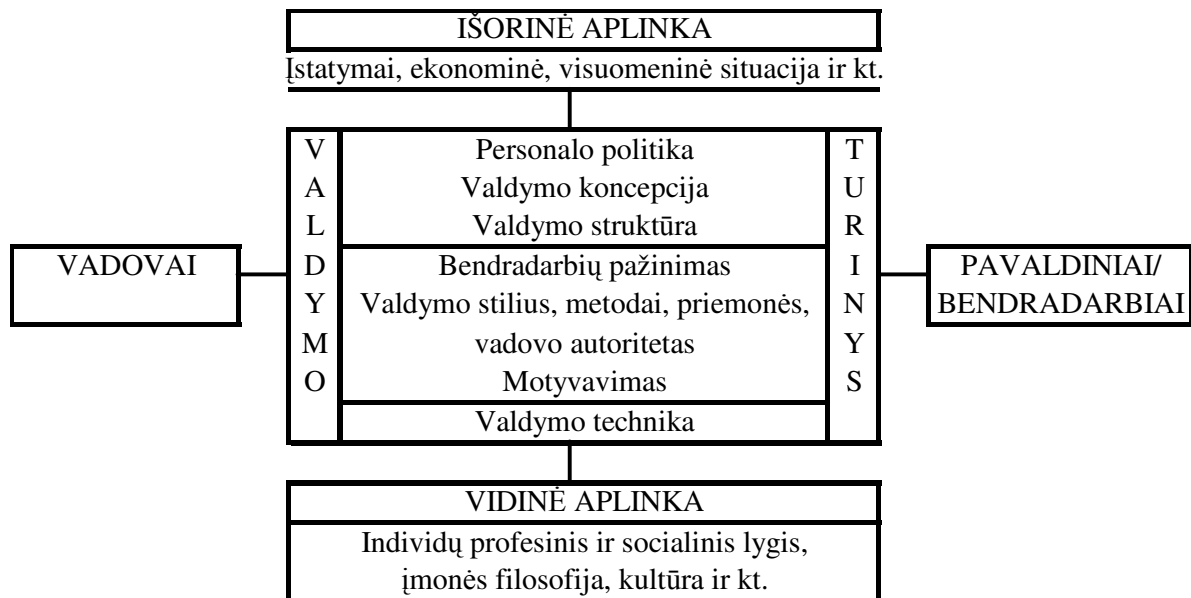 IŠORINĖ APLINKA
Įstatymai, ekonominė, visuomeninė situacija ir kt.
VALDYMO
Personalo politika
Valdymo koncepcija
Valdymo struktūra
Bendradarbių pažinimas
Valdymo stilius, metodai, priemonės,
vadovo autoritetas
Motyvavimas
Valdymo technika
TURINYS
VADOVAI
PAVALDINIAI/
BENDRADARBIAI
VIDINĖ APLINKA
Individų profesinis ir socialinis lygis,
įmonės filosofija, kultūra ir kt.